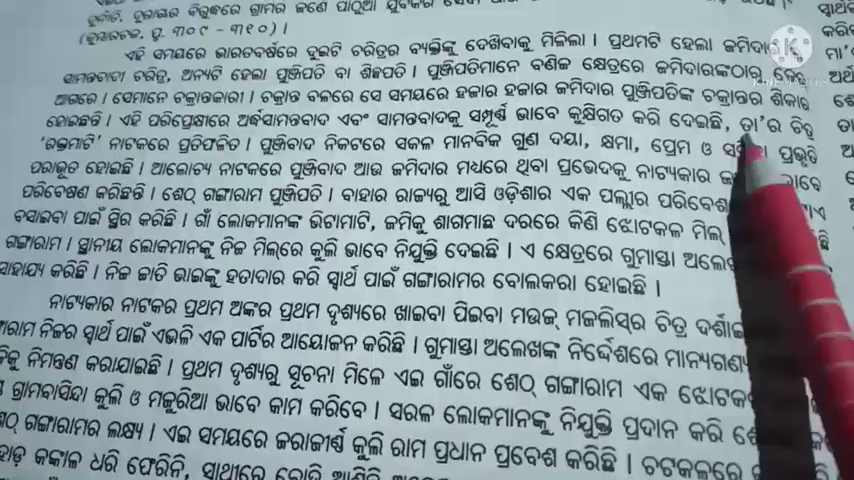 ଦୁର୍ନୀତି, ଦୁରାଚାର ବିରୁଦ୍ଧରେ ଗ୍ରାମର ଜଣେ ପାଠୁଆ ଯୁବକର
ପୃ. ୩୦୯ - ୩୧୦) ।
ଏହି ସମୟରେ ଭାରତବର୍ଷରେ ଦୁଇଟି ଚରିତ୍ରର ବ୍ୟକ୍ତିଙ୍କୁ ଦେଖିବାକୁ ମିଳିଲା । ପ୍ରଥମଟି ହେଲା
ସାମନ୍ତବାଦୀ ଚରିତ୍ର, ଅନ୍ୟଟି ହେଲା ପୁଞ୍ଜିପତି ବା ଶିଳ୍ପପତି । ପୁଞ୍ଜିପତିମାନେ ବଣିଜ କ୍ଷେତ୍ରରେ ଜମିଦାରଙ୍କଠାରୁ
ଆଗରେ । ସେମାନେ ଚକ୍ରାନ୍ତକାରୀ । ଚକ୍ରାନ୍ତ ବଳରେ ସେ ସମୟରେ ହଜାର ହଜାର ଜମିଦାର ପୁଞ୍ଜିପତିଙ୍କ ଚକ୍ରାନ୍ତର ଶିକାର
ହୋଇଛନ୍ତି । ଏହି ପରିପ୍ରେକ୍ଷୀରେ ଅର୍ଦ୍ଧସାମନ୍ତବାଦ ଏବଂ ସାମନ୍ତବାଦକୁ ସମ୍ପୂର୍ଣ୍ଣ ଭାବେ କୁକ୍ଷିଗତ କରି ଦେଇଛି, ତା'ର ଚିତ୍ର
'ରକ୍ତମାଟି' ନାଟକରେ ପ୍ରତିଫଳିତ । ପୁଞ୍ଜିବାଦ ନିକଟରେ ସକଳ ମାନବିକ ଗୁଣ ଦୟା, କ୍ଷମା, ପ୍ରେମ ଓ ପ୍ରଭୃତି
ପରାଭୂତ ହୋଇଛି । ଆଲୋଚ୍ୟ ନାଟକରେ ପୁଞ୍ଜିବାଦ ଆଉ ଜମିଦାର ମଧ୍ୟରେ ଥିବା ପ୍ରଭେଦକୁ ନାଟ୍ୟକାର ଭାବେ
ପରିବେଷଣ କରିଛନ୍ତି । ଶେଠ୍ ଗଙ୍ଗାରାମ ପୁଞ୍ଜିପତି । ବାହାର ରାଜ୍ୟରୁ ଆସି ଓଡ଼ିଶାର ଏକ ପଲ୍ଲୀର
ବସାଇବା ପାଇଁ ସ୍ଥିର କରିଛି । ଗାଁ ଲୋକମାନଙ୍କ ଭିଟାମାଟି, ଜମିକୁ ଶାଗମାଛ ଦରରେ କିଣି ଝୋଟକଳ ମିଲ୍
ଗଙ୍ଗାରାମ । ସ୍ଥାନୀୟ ଲୋକମାନଙ୍କୁ ନିଜ ମିଲ୍‌ରେ କୁଲି ଭାବେ ନିଯୁକ୍ତି ଦେଇଛି । ଏ କ୍ଷେତ୍ରରେ ଗୁମାସ୍ତା
ସାହାଯ୍ୟ କରିଛି । ନିଜ ଜାତି ଭାଇଙ୍କୁ ହତାଦାର କରି ସ୍ୱାର୍ଥ ପାଇଁ ଗଙ୍ଗାରାମର ବୋଲକରା ହୋଇଛି ।
ନାଟ୍ୟକାର ନାଟକର ପ୍ରଥମ ଅଙ୍କର ପ୍ରଥମ ଦୃଶ୍ୟରେ ଖାଇବା ପିଇବା ମଉଜ୍ ମଜଲିସ୍‌ର ଚିତ୍ର
ନିଜର ସ୍ୱାର୍ଥ ପାଇଁ ଏଭଳି ଏକ ପାର୍ଟିର ଆୟୋଜନ କରିଛି । ଗୁମାସ୍ତା ଅଲେଖଙ୍କ ନିର୍ଦ୍ଦେଶରେ
ନିମନ୍ତ୍ରଣ କରାଯାଇଛି । ପ୍ରଥମ ଦୃଶ୍ୟରୁ ସୂଚନା ମିଳେ ଏଇ ଗାଁରେ ଶେଠ୍ ଗଙ୍ଗାରାମ ଏକ
ଗ୍ରାମବାସିନ୍ଦା କୁଲି ଓ ମଜୁରିଆ ଭାବେ କାମ କରିବେ । ସରଳ ଲୋକମାନଙ୍କୁ ନିଯୁକ୍ତି ପ୍ରଦାନ କରି
ଗଙ୍ଗାରାମର ଲକ୍ଷ୍ୟ । ଏଇ ସମୟରେ ଜରାଜୀର୍ଣ୍ଣ କୁଲି ରାମ ପ୍ରଧାନ ପ୍ରବେଶ କରିଛି । ଚଟକଳରେ
ହାଡ଼ କଙ୍କାଳ ଧରି ଫେରିନି,